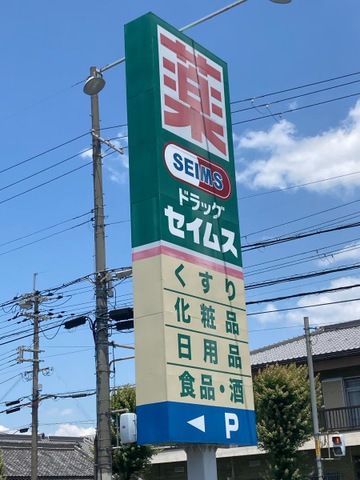 薬
SEIMS
ドラッグ
セイムス
くすり
化粧品
日用品
食品・酒
◀ P